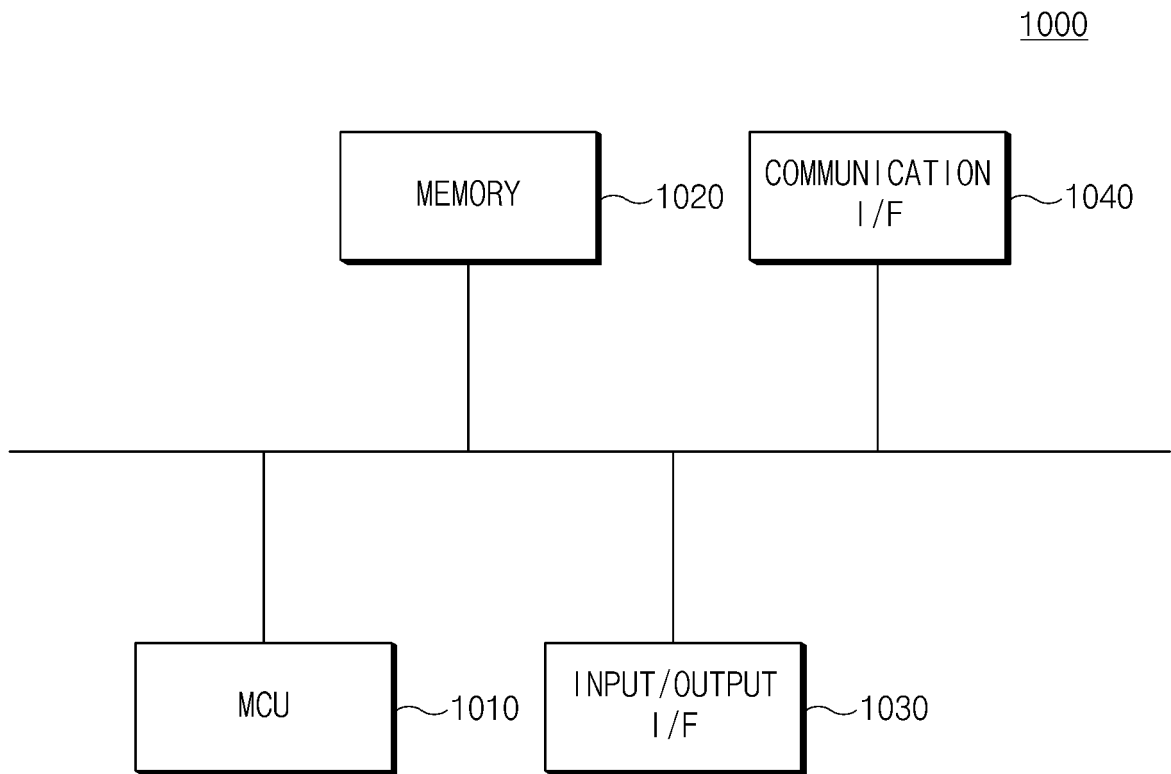 1000
MEMORY
1020
COMMUNICATION
I/F
1040
MCU
1010
INPUT/OUTPUT
I/F
1030